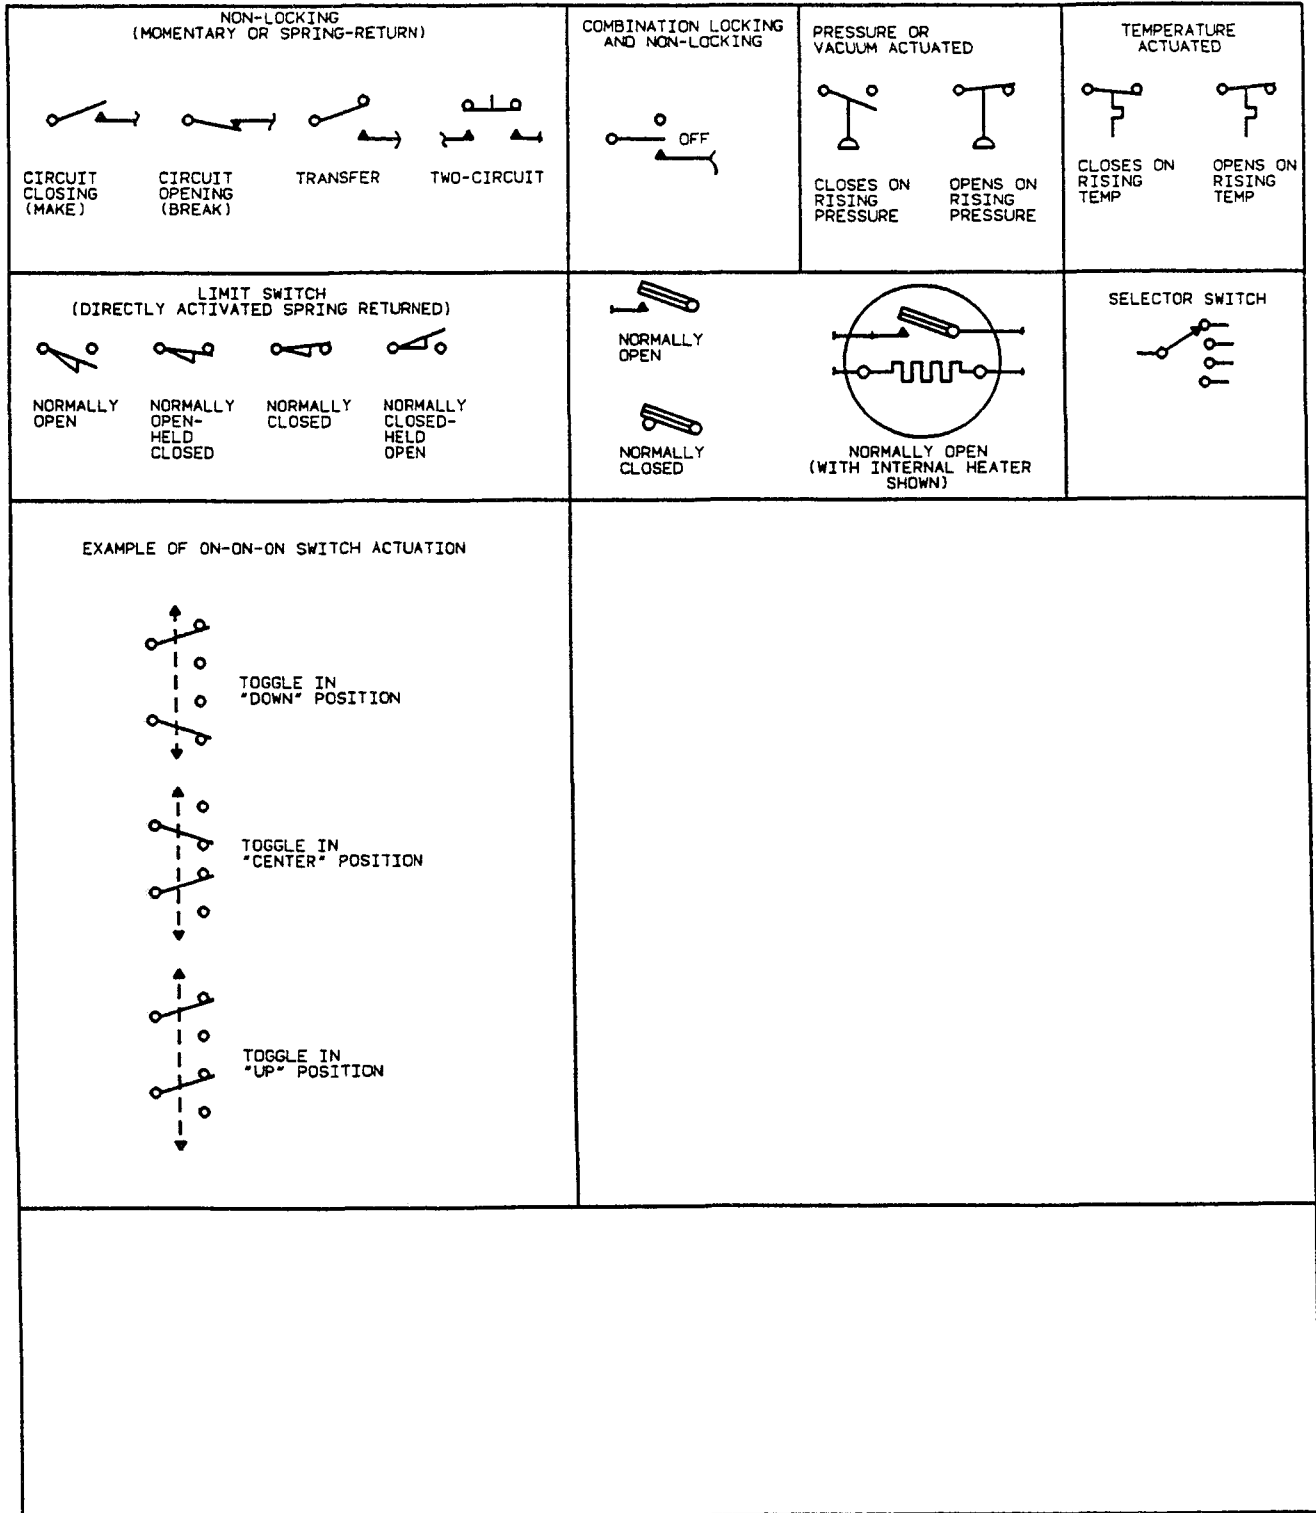 NON-LOCKING
(MOMENTARY OR SPRING-RETURN)
CIRCUIT
CLOSING
(MAKE)
CIRCUIT
OPENING
(BREAK)
TRANSFER
TWO-CIRCUIT
COMBINATION LOCKING
AND NON-LOCKING
OFF
PRESSURE OR
VACUUM ACTUATED
CLOSES ON
RISING
PRESSURE
OPENS ON
RISING
PRESSURE
TEMPERATURE
ACTUATED
CLOSES ON
RISING
TEMP
OPENS ON
RISING
TEMP
LIMIT SWITCH
(DIRECTLY ACTIVATED SPRING RETURNED)
NORMALLY
OPEN
NORMALLY
OPEN-
HELD
CLOSED
NORMALLY
CLOSED
NORMALLY
CLOSED-
HELD
OPEN
NORMALLY
OPEN
NORMALLY
CLOSED
NORMALLY OPEN
(WITH INTERNAL HEATER
SHOWN)
SELECTOR SWITCH
EXAMPLE OF ON-ON-ON SWITCH ACTUATION
TOGGLE IN
"DOWN" POSITION
TOGGLE IN
"CENTER" POSITION
TOGGLE IN
"UP" POSITION